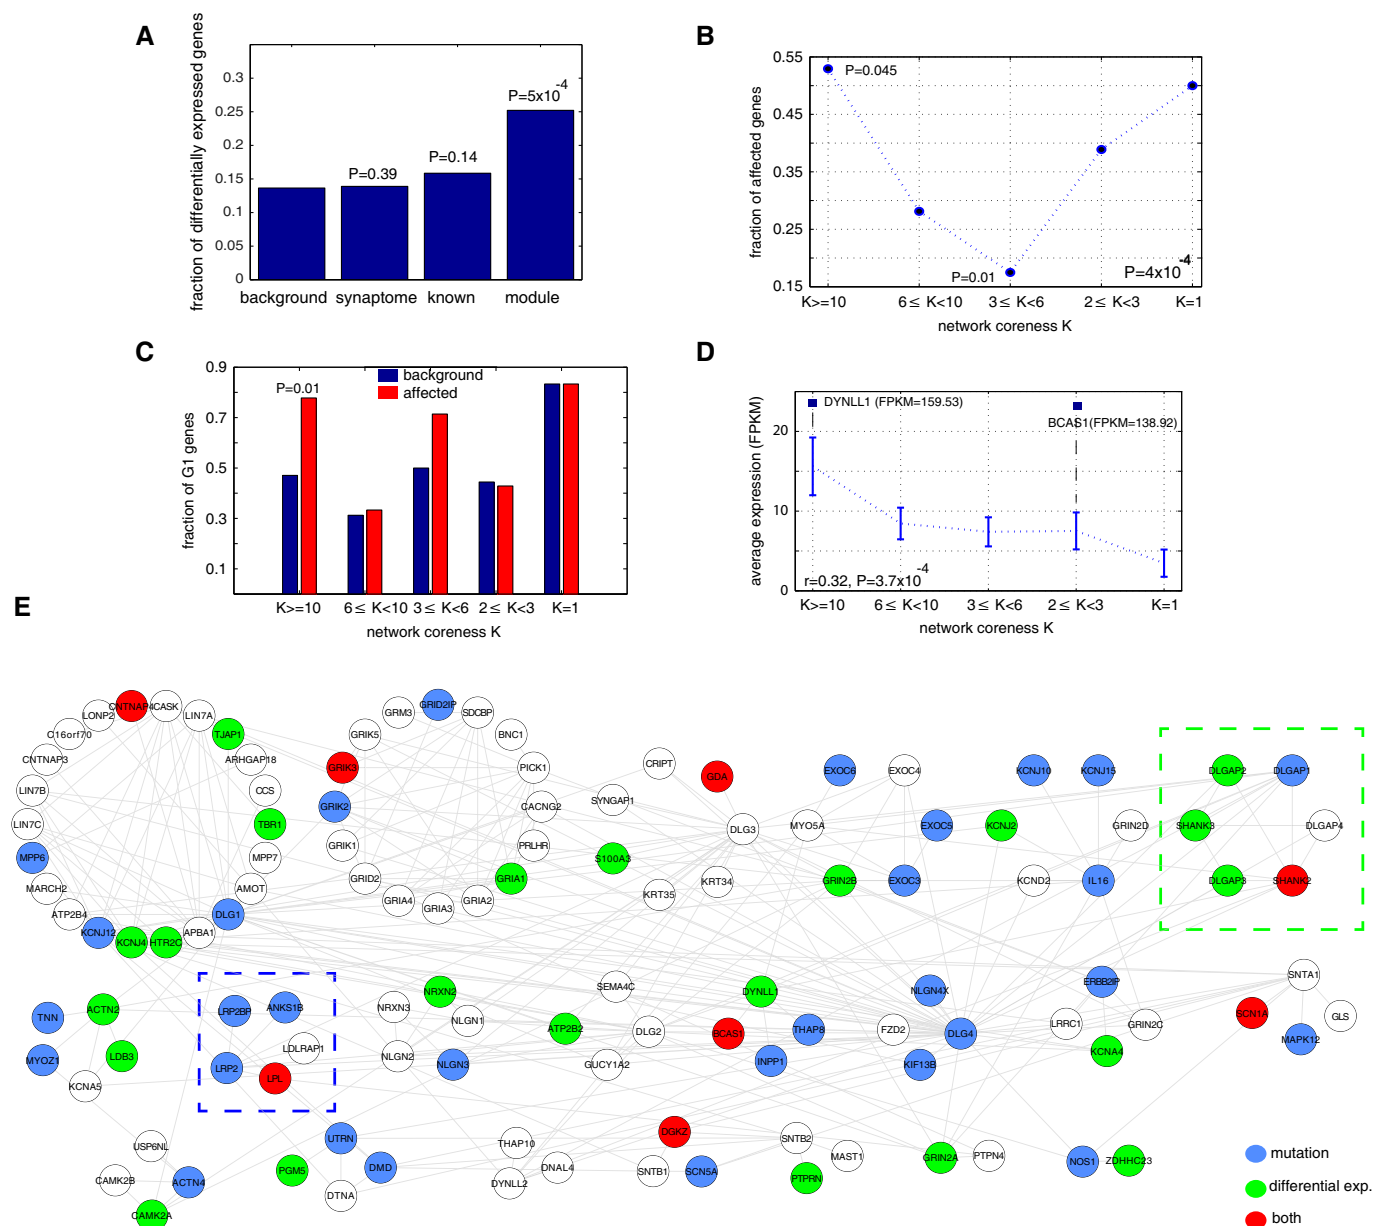 A
fraction of differentially expressed genes
0.3
0.25
0.2
0.15
0.1
0.05
0
P=0.39
P=0.14
P=5x10
-4
background synaptome known module
B
fraction of affected genes
0.55
0.45
0.35
0.25
0.15
P=0.045
P=0.01
P=4x10
-4
K>=10 6≤ K<10 3≤ K<6 2≤ K<3 K=1
network coreness K
C
fraction of G1 genes
0.9
0.7
0.5
0.3
0.1
P=0.01
background
affected
K>=10 6≤ K<10 3≤ K<6 2≤ K<3 K=1
network coreness K
D
average expression (FPKM)
20
10
0
DYNLL1 (FPKM=159.53)
BCAS1(FPKM=138.92)
r=0.32, P=3.7x10
-4
K>=10 6≤ K<10 3≤ K<6 2≤ K<3 K=1
network coreness K
E
CNTNAP4
CASK
LONP2
LIN7A
C16orf70
TJAP1
CNTNAP3
ARHGAP18
LIN7B
CCS
LIN7C
TBR1
MPP6
MPP7
MARCH2
AMOT
ATP2B4
DLG1
KCNJ12
KCNJ4
HTR2C
APBA1
GRID2IP
GRM3
SDCBP
GRIK5
BNC1
GRIK3
PICK1
GRIK2
CACNG2
GRIK1
PRLHR
GRID2
GRIA1
GRIA4
GRIA3
GRIA2
CRIPT
GDA
SYNGAP1
DLG3
S100A3
KRT34
KRT35
EXOC6
EXOC4
MYO5A
EXOC5
KCNJ2
GRIN2B
EXOC3
KCNJ10
KCNJ15
GRIN2D
KCND2
IL16
DLGAP2
DLGAP1
SHANK3
DLGAP4
DLGAP3
SHANK2
TNN
ACTN2
MYOZ1
LDB3
KCNA5
LRP2BP
ANKS1B
LDLRAP1
LRP2
LPL
NRXN3
NRXN2
NLGN1
NLGN2
NLGN3
ATP2B2
SEMA4C
DLG2
GUCY1A2
DYNLL1
BCAS1
THAP8
INPP1
NLGN4X
FZD2
DLG4
KIF13B
ERBB2IP
LRRC1
GRIN2C
KCNA4
SNTA1
SCN1A
GLS
MAPK12
USP6NL
CAMK2B
ACTN4
CAMK2A
PGM5
UTRN
DMD
DTNA
THAP10
DNAL4
DYNLL2
DGKZ
SNTB1
SCN5A
SNTB2
MAST1
PTPRN
GRIN2A
PTPN4
NOS1
ZDHHC23
mutation
differential exp.
both